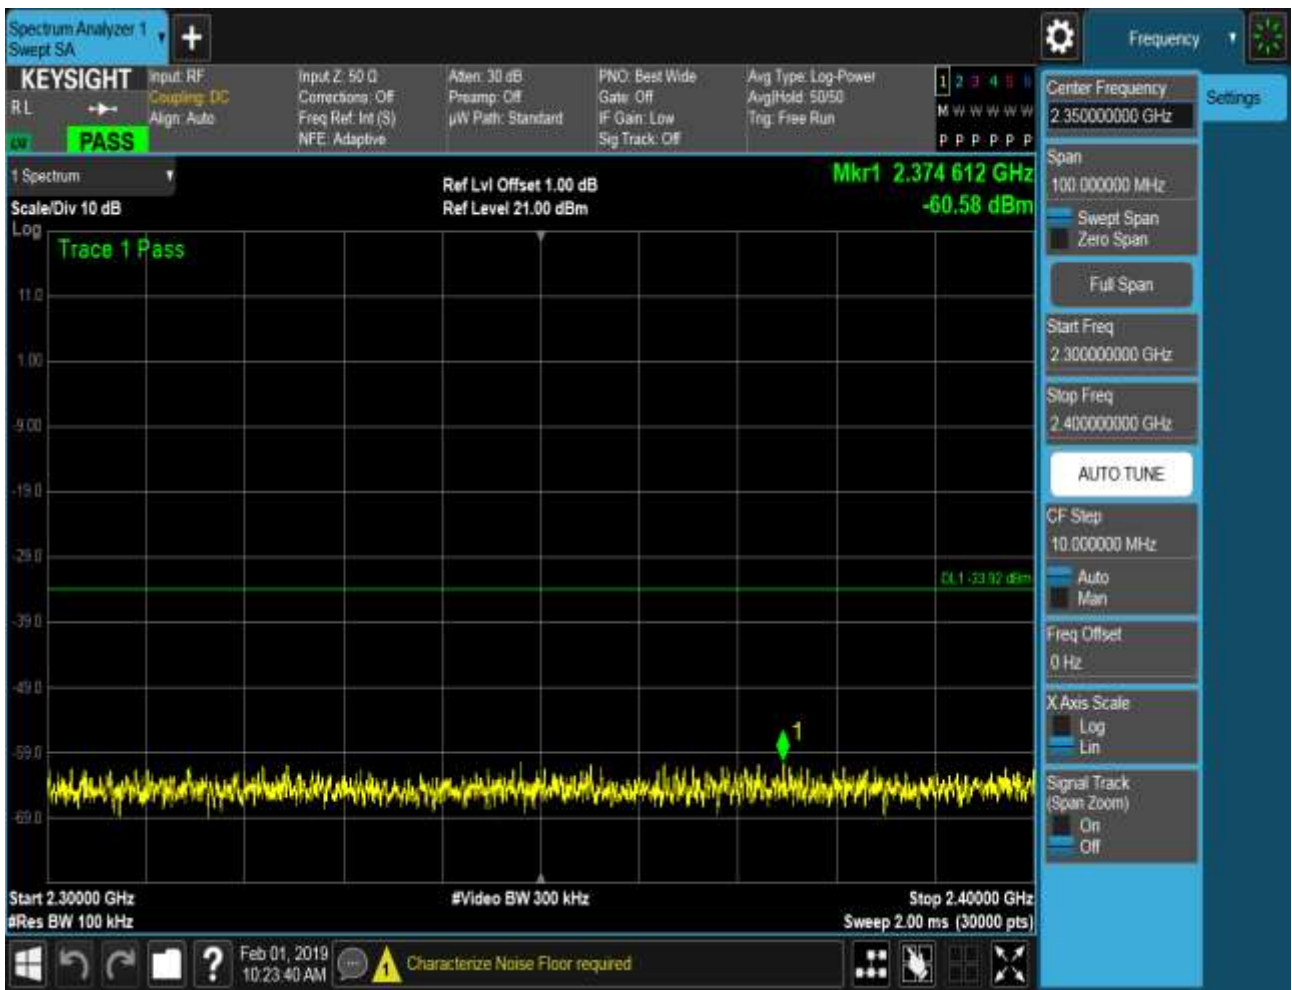 Spectrum Analyzer 1
Swept SA
+
Frequency
KEYSIGHT
R L
PASS
Input: RF
Coupling: DC
Align: Auto
Input Z: 50 Ω
Corrections: Off
Freq Ref: Int (S)
NFE: Adaptive
Atten: 30 dB
Preamp: Off
µW Path: Standard
PNO: Best Wide
Gate: Off
IF Gain: Low
Sig Track: Off
Avg Type: Log-Power
Avg|Hold: 50/50
Trig: Free Run
1 2 3 4 5 6
M W W W W W
P P P P P P
1 Spectrum
Scale/Div 10 dB
Log
Ref Lvl Offset 1.00 dB
Ref Level 21.00 dBm
Mkr1 2.374 612 GHz
-60.58 dBm
Trace 1 Pass
11.0
1.00
-9.00
-19.0
-29.0
DL1 -33.92 dBm
-39.0
-49.0
1
-59.0
-69.0
Start 2.30000 GHz
#Video BW 300 kHz
Stop 2.40000 GHz
#Res BW 100 kHz
Sweep 2.00 ms (30000 pts)
?
Feb 01, 2019
10:23:40 AM
1
Characterize Noise Floor required
Center Frequency
2.350000000 GHz
Settings
Span
100.000000 MHz
Swept Span
Zero Span
Full Span
Start Freq
2.300000000 GHz
Stop Freq
2.400000000 GHz
AUTO TUNE
CF Step
10.000000 MHz
Auto
Man
Freq Offset
0 Hz
X Axis Scale
Log
Lin
Signal Track
(Span Zoom)
On
Off